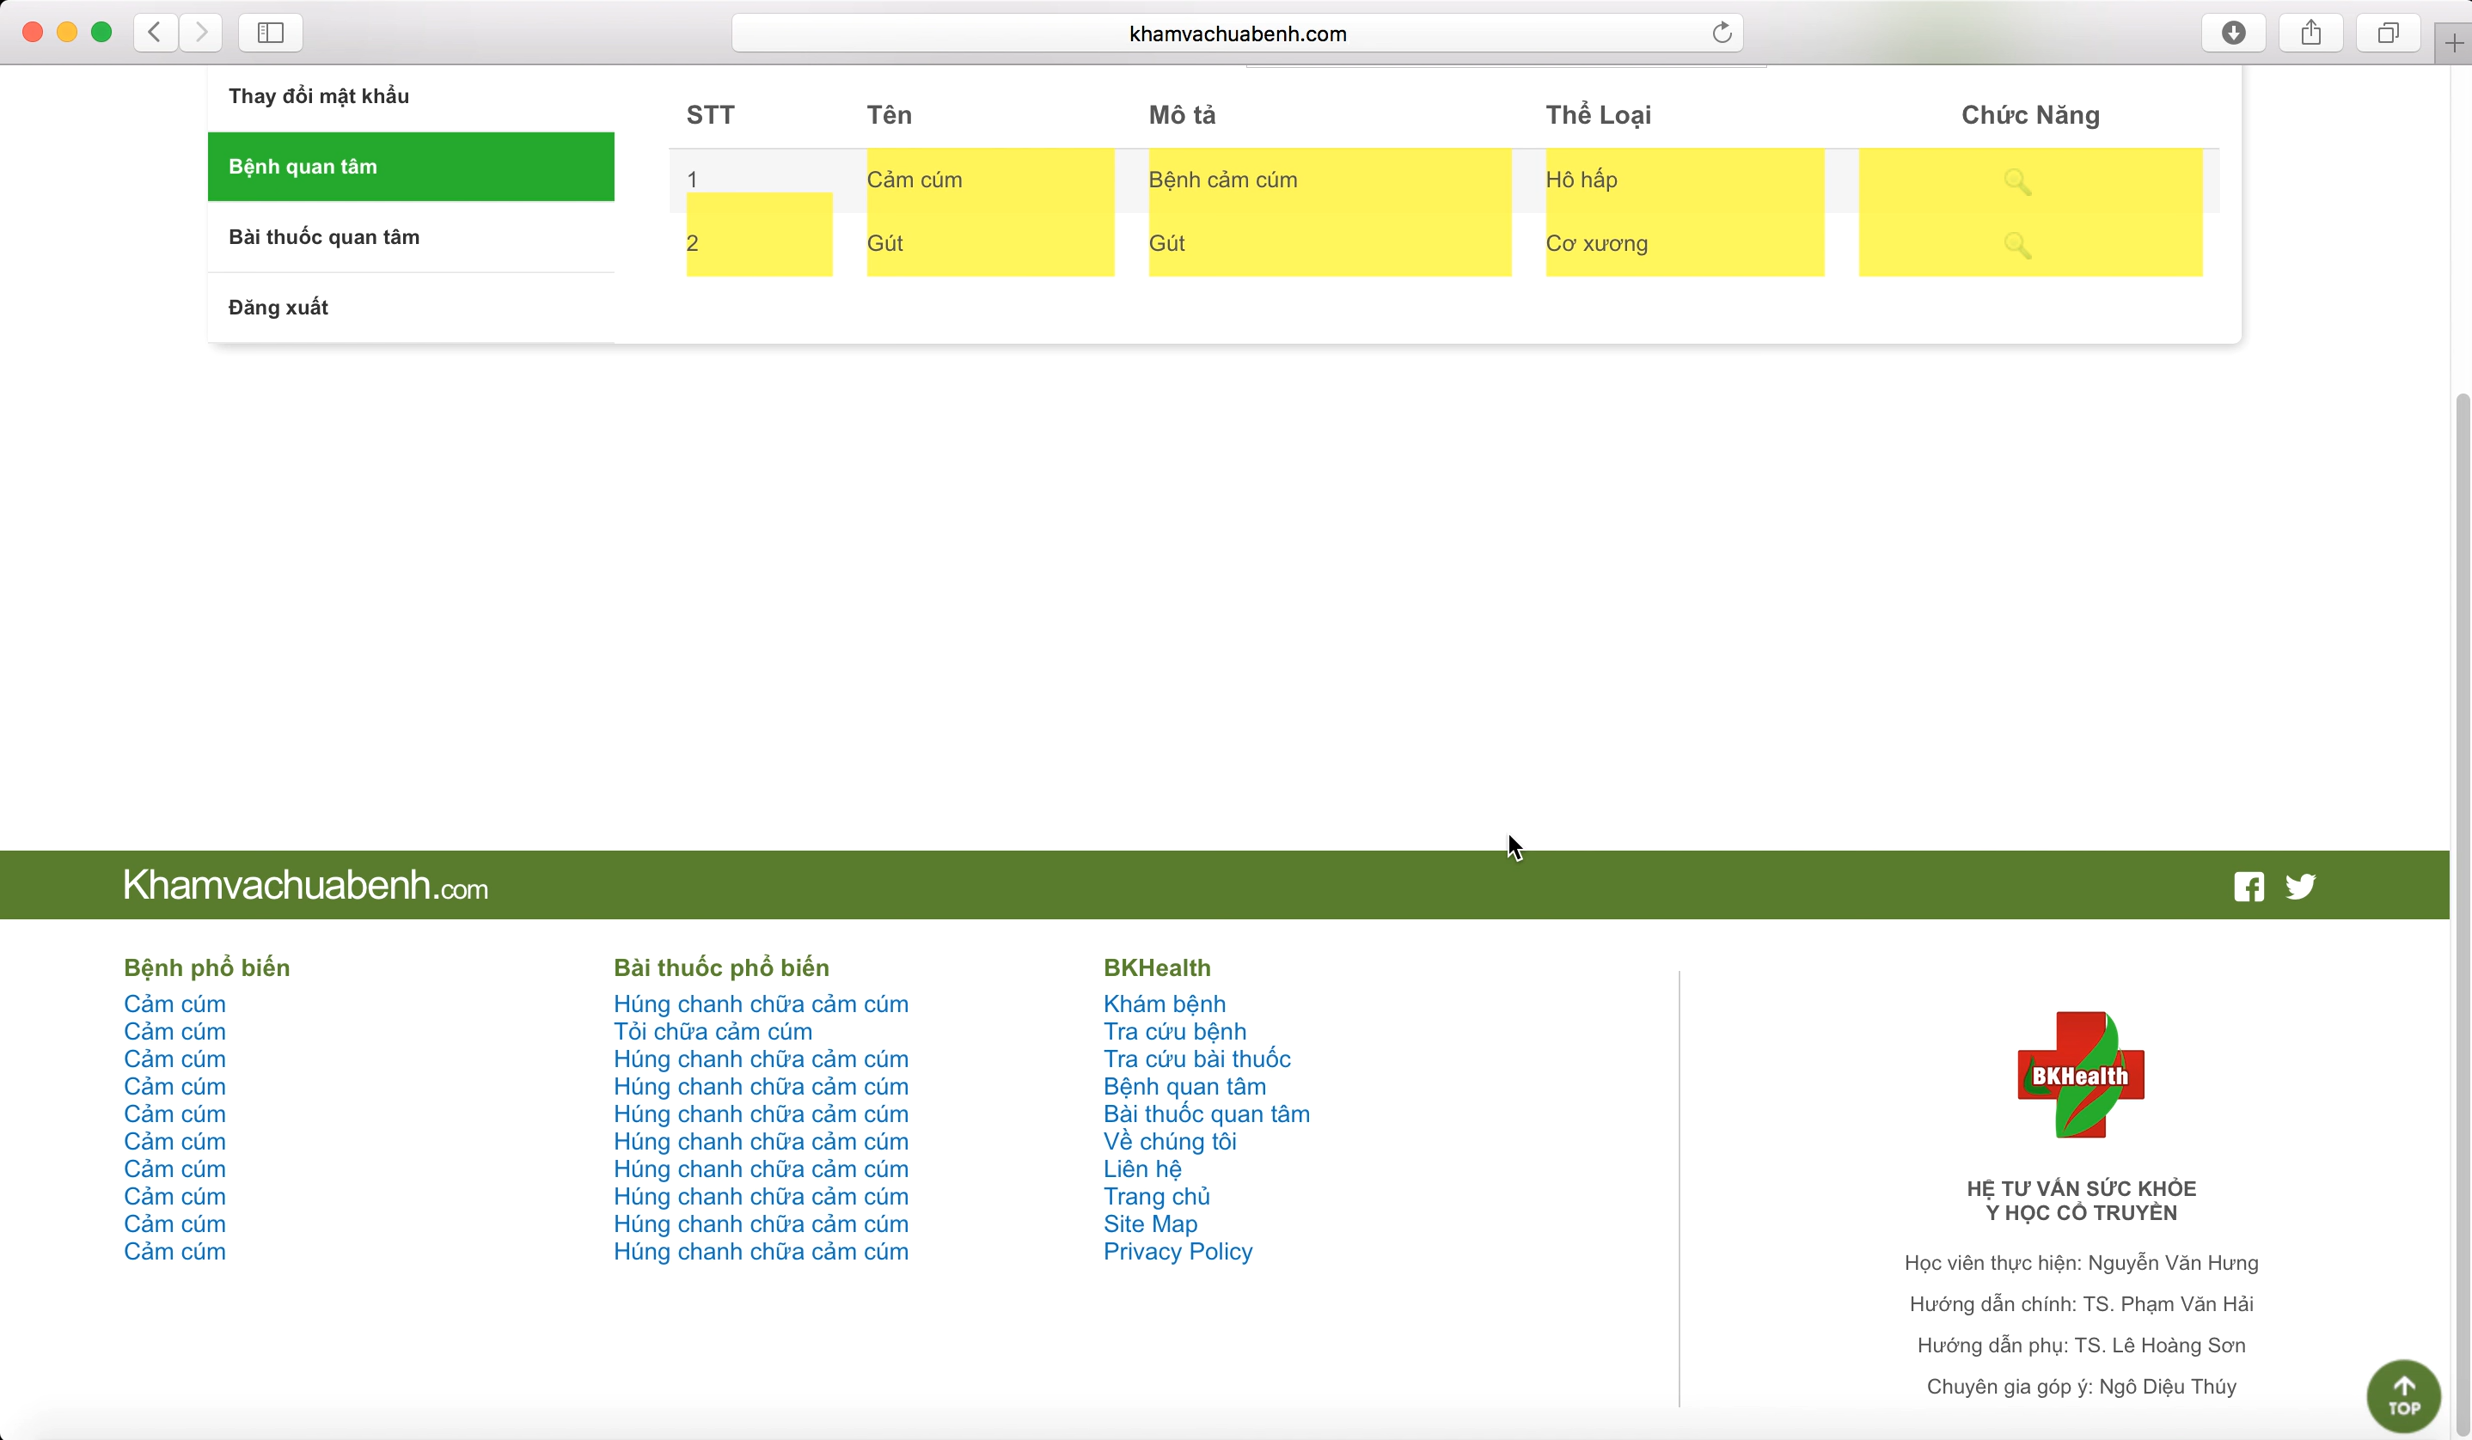 khamvachuabenh.com
Thay đổi mật khẩu
Bệnh quan tâm
Bài thuốc quan tâm
Đăng xuất
STT Tên Mô tả Thể Loại Chức Năng
1 Cảm cúm Bệnh cảm cúm Hô hấp
2 Gút Gút Cơ xương
Khamvachuabenh.com
Bệnh phổ biến
Cảm cúm
Cảm cúm
Cảm cúm
Cảm cúm
Cảm cúm
Cảm cúm
Cảm cúm
Cảm cúm
Cảm cúm
Cảm cúm
Bài thuốc phổ biến
Húng chanh chữa cảm cúm
Tỏi chữa cảm cúm
Húng chanh chữa cảm cúm
Húng chanh chữa cảm cúm
Húng chanh chữa cảm cúm
Húng chanh chữa cảm cúm
Húng chanh chữa cảm cúm
Húng chanh chữa cảm cúm
Húng chanh chữa cảm cúm
Húng chanh chữa cảm cúm
BKHealth
Khám bệnh
Tra cứu bệnh
Tra cứu bài thuốc
Bệnh quan tâm
Bài thuốc quan tâm
Về chúng tôi
Liên hệ
Trang chủ
Site Map
Privacy Policy
BKHealth
HỆ TƯ VẤN SỨC KHỎE
Y HỌC CỔ TRUYỀN
Học viên thực hiện: Nguyễn Văn Hưng
Hướng dẫn chính: TS. Phạm Văn Hải
Hướng dẫn phụ: TS. Lê Hoàng Sơn
Chuyên gia góp ý: Ngô Diệu Thúy
TOP